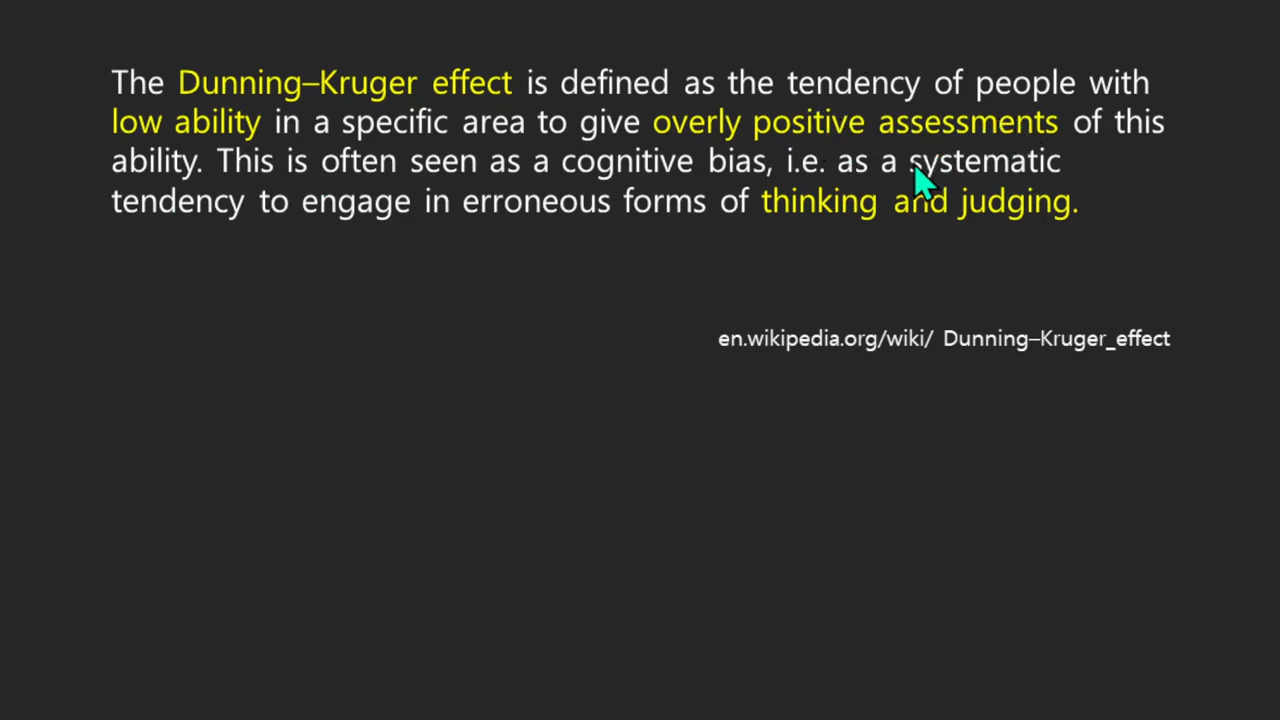 The Dunning–Kruger effect is defined as the tendency of people with
low ability in a specific area to give overly positive assessments of this
ability. This is often seen as a cognitive bias, i.e. as a systematic
tendency to engage in erroneous forms of thinking and judging.
en.wikipedia.org/wiki/ Dunning–Kruger_effect